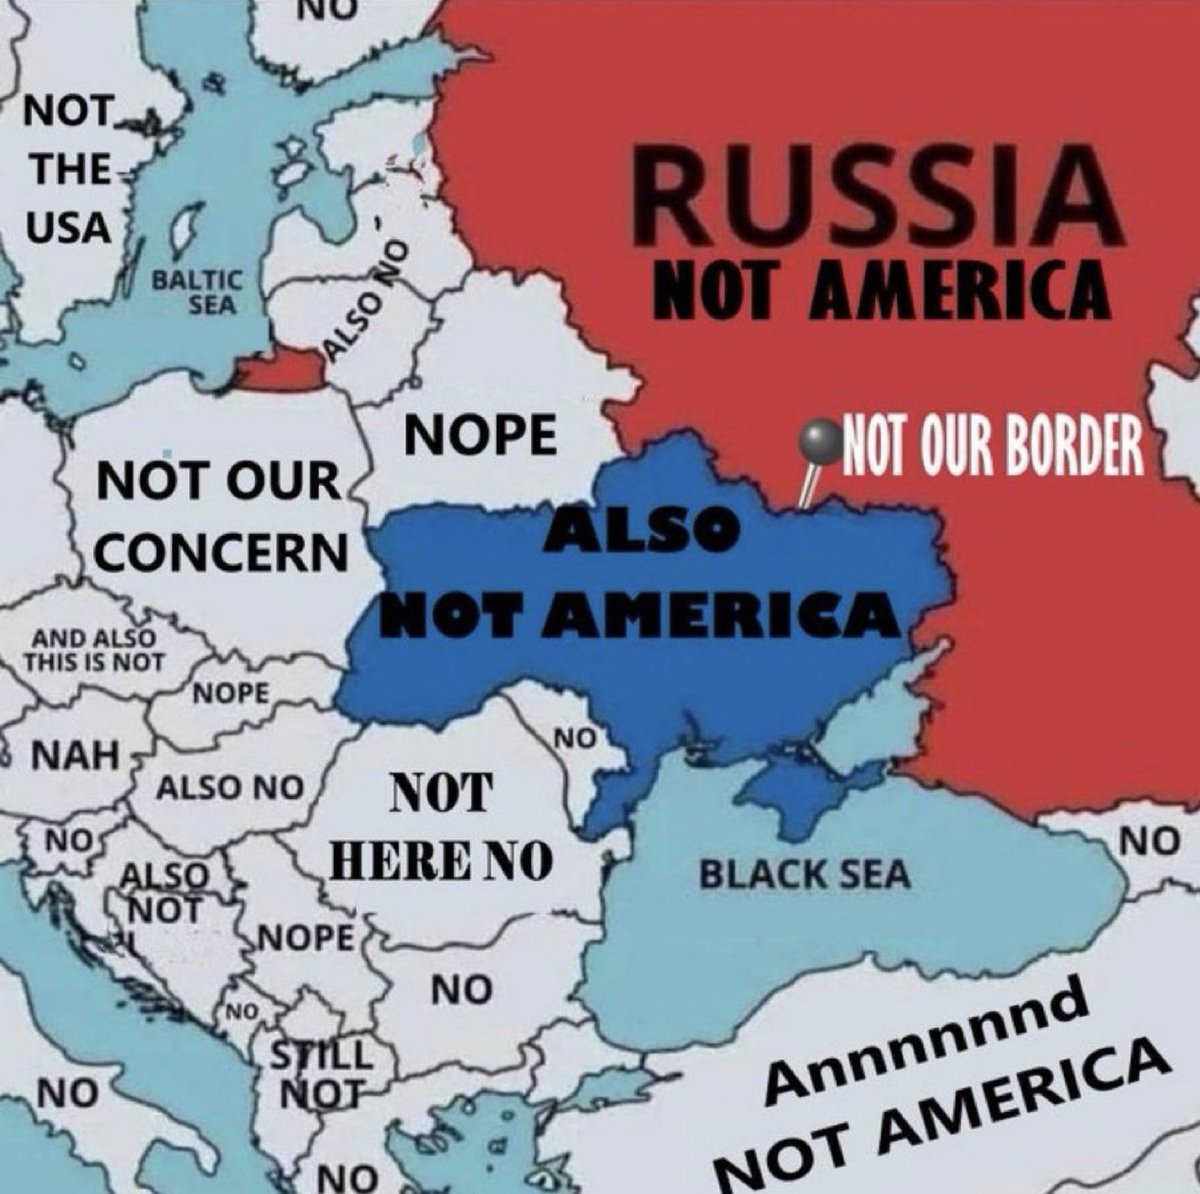 NO
NOT
THE
USA
RUSSIA
NOT AMERICA
BALTIC
SEA
ALSO NO
NOPE
NOT OUR BORDER
NOT OUR
CONCERN
ALSO
NOT AMERICA
AND ALSO
THIS IS NOT
NOPE
NAH
NO
ALSO NO
NOT
HERE NO
NO
ALSO
NOT
BLACK SEA
NO
NOPE
NO
NO
STILL
NOT
Annnnnnd
NOT AMERICA
NO
NO